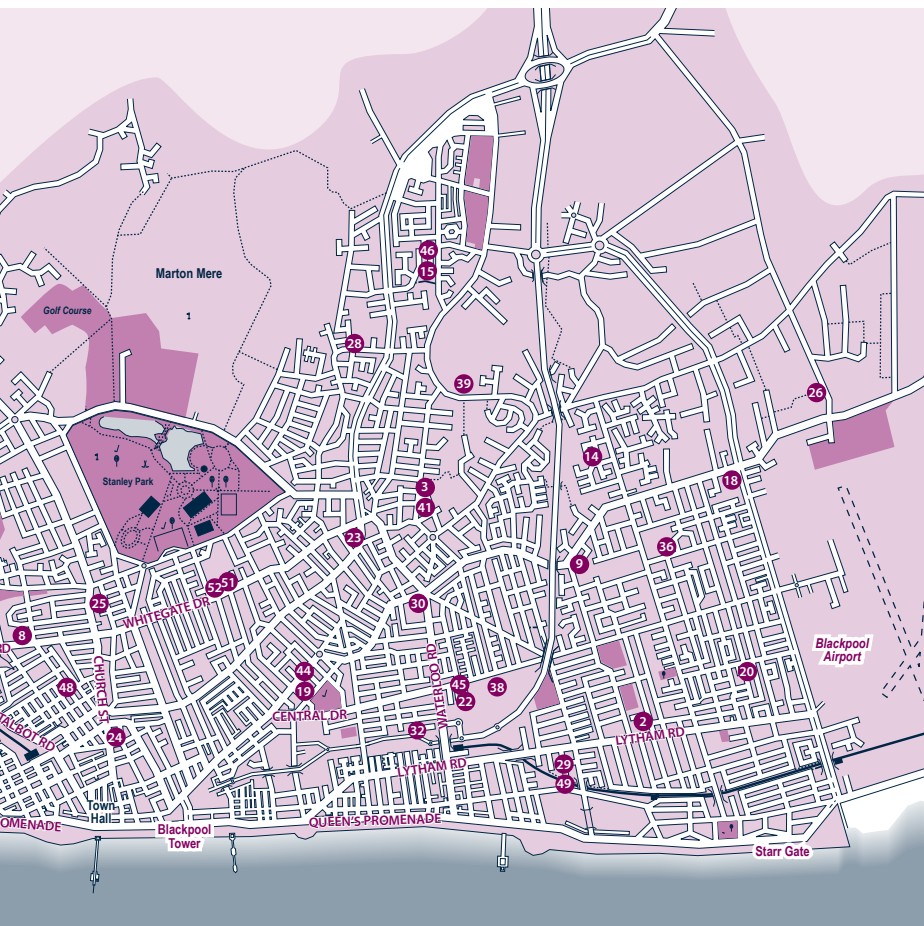 46
15
Marton Mere
Golf Course
28
39
26
14
Stanley Park
3
18
41
23
36
9
52
51
25
30
WHITEGATE DR
8
RD
Blackpool
Airport
CHURCH ST
WATERLOO RD
44
19
48
45
22
38
20
CENTRAL DR
2
TALBOT RD
24
32
LYTHAM RD
LYTHAM RD
29
49
Town
Hall
OMENADE
QUEEN'S PROMENADE
Blackpool
Tower
Starr Gate